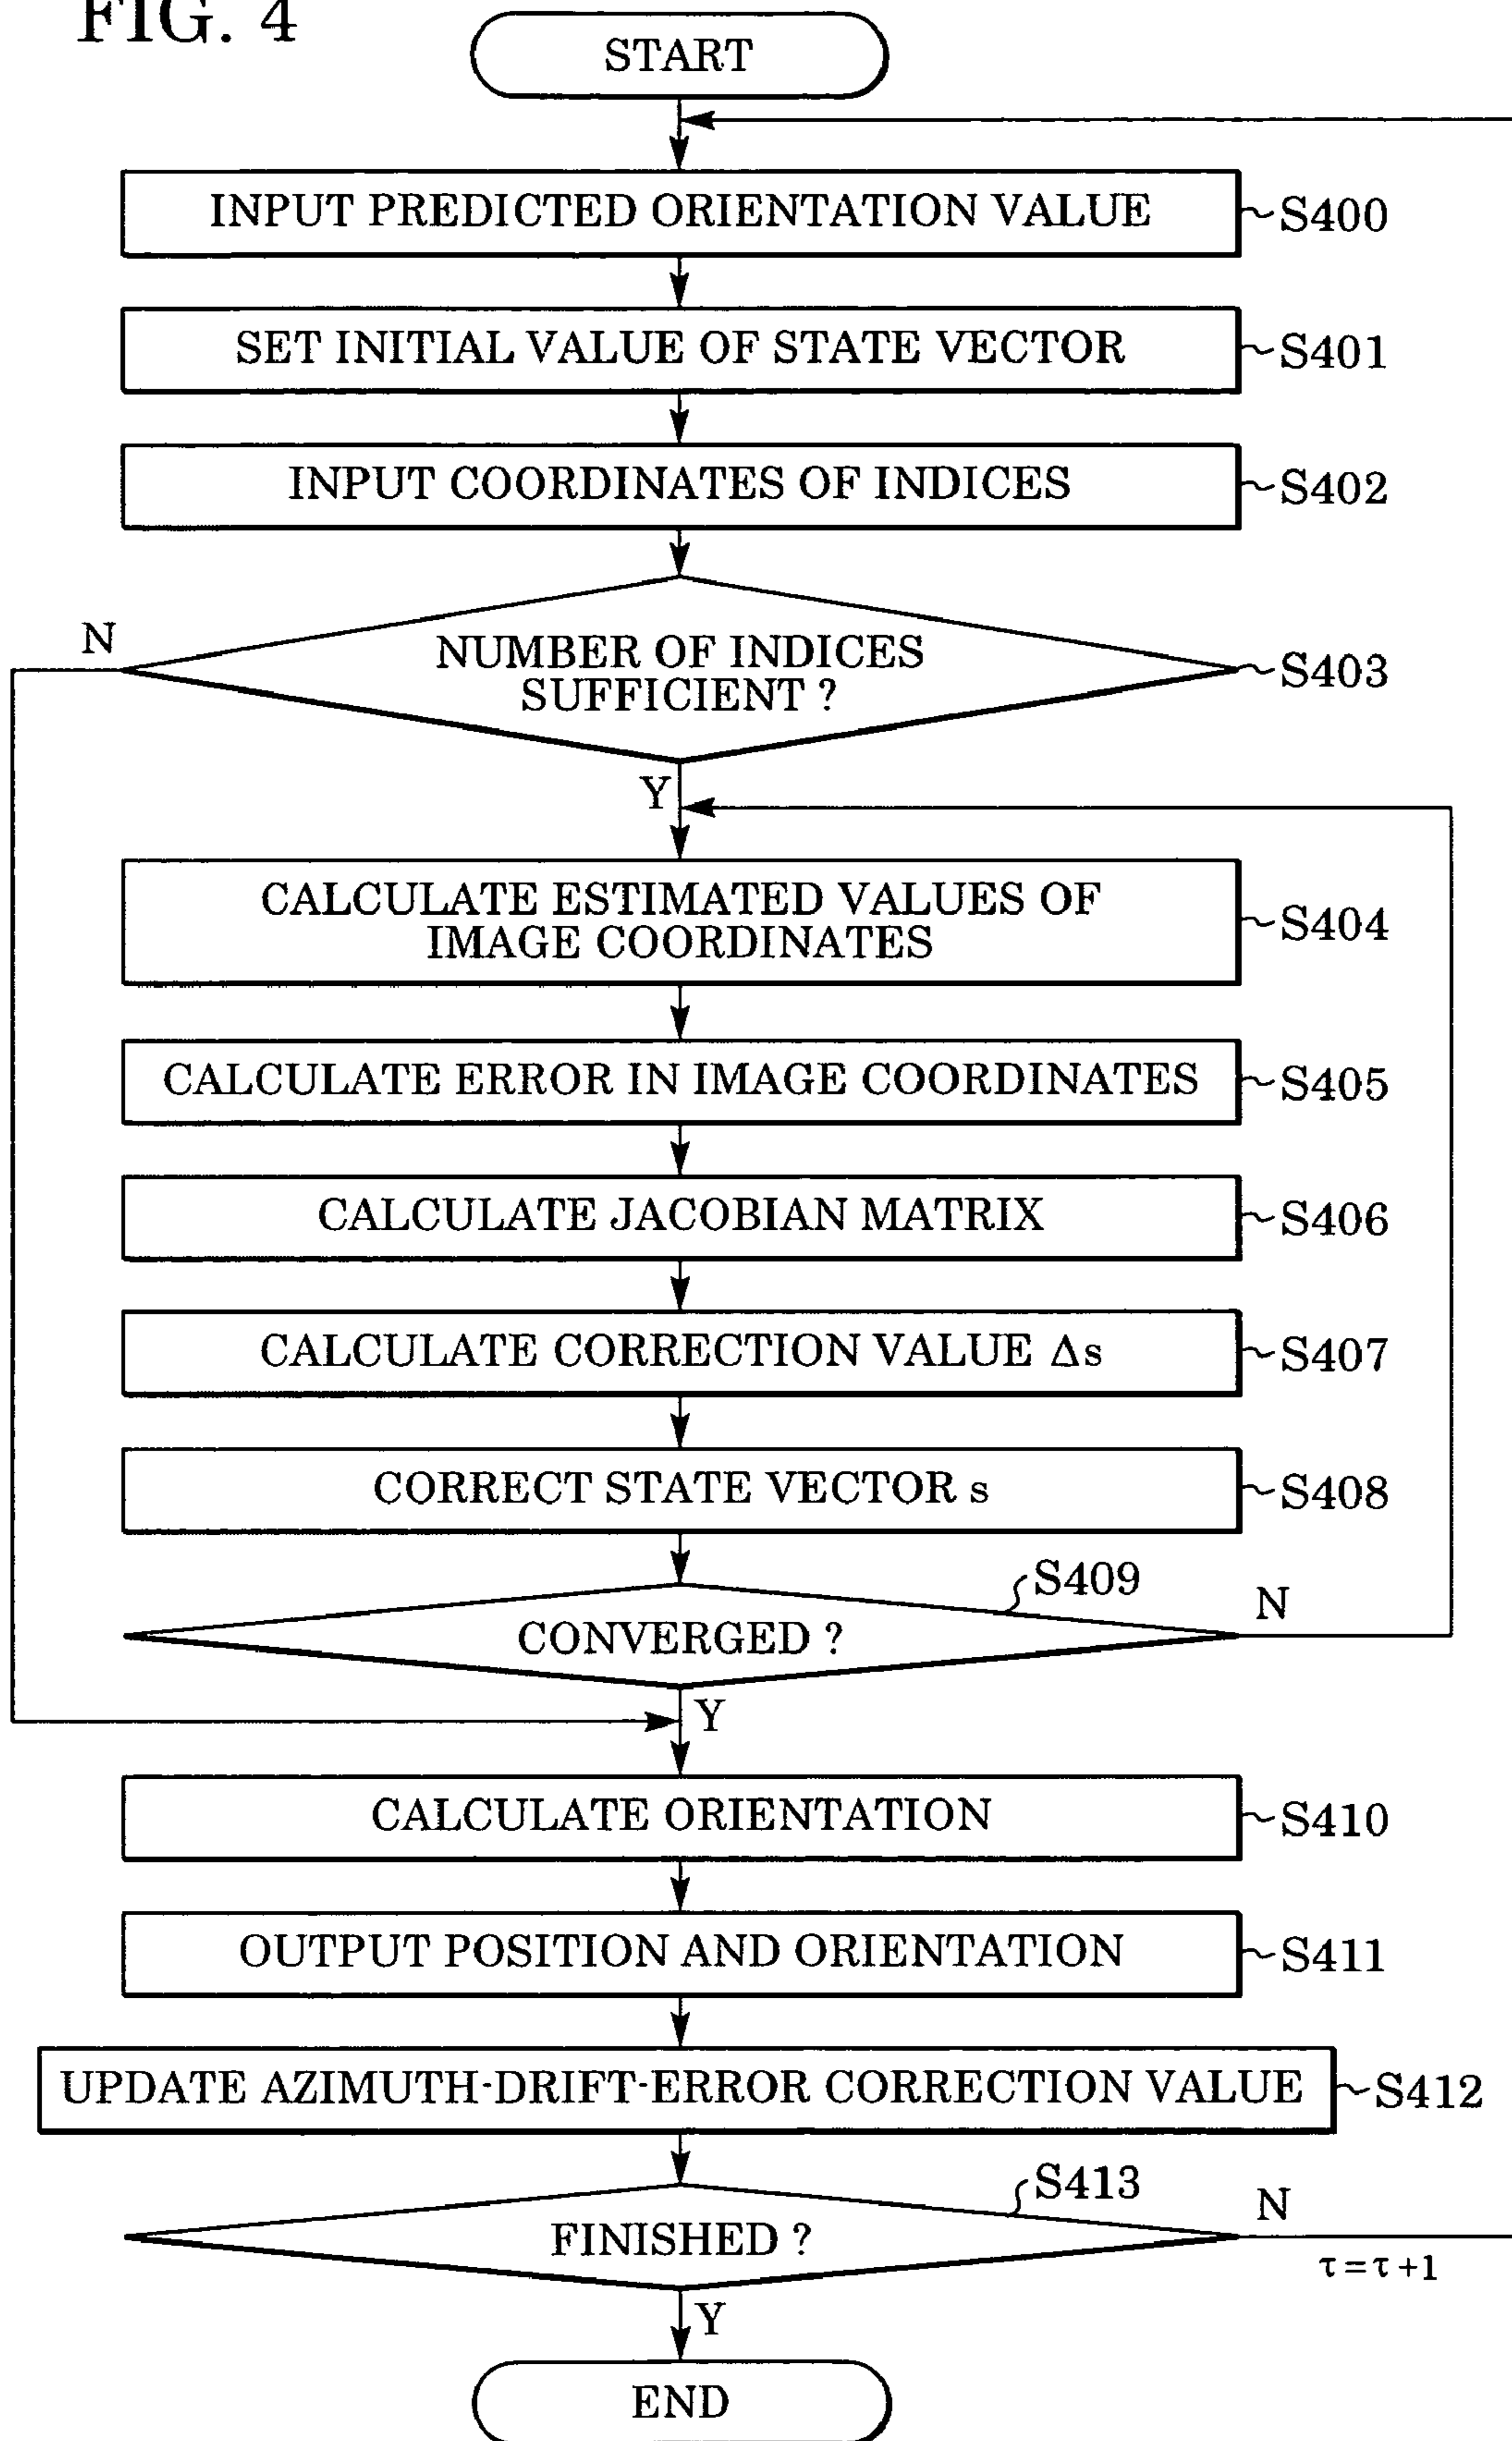 FIG. 4
START
INPUT PREDICTED ORIENTATION VALUE
S400
SET INITIAL VALUE OF STATE VECTOR
S401
INPUT COORDINATES OF INDICES
S402
N
NUMBER OF INDICES
SUFFICIENT ?
S403
Y
CALCULATE ESTIMATED VALUES OF
IMAGE COORDINATES
S404
CALCULATE ERROR IN IMAGE COORDINATES
S405
CALCULATE JACOBIAN MATRIX
S406
CALCULATE CORRECTION VALUE Δs
S407
CORRECT STATE VECTOR s
S408
S409
CONVERGED ?
N
Y
CALCULATE ORIENTATION
S410
OUTPUT POSITION AND ORIENTATION
S411
UPDATE AZIMUTH-DRIFT-ERROR CORRECTION VALUE
S412
S413
FINISHED ?
N
τ=τ+1
Y
END